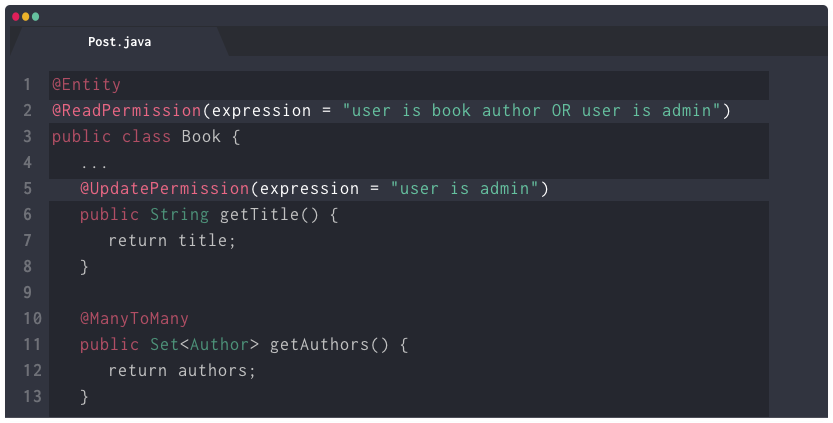 Post.java
1 @Entity
2 @ReadPermission(expression = "user is book author OR user is admin")
3 public class Book {
4 ...
5 @UpdatePermission(expression = "user is admin")
6 public String getTitle() {
7 return title;
8 }
9
10 @ManyToMany
11 public Set<Author> getAuthors() {
12 return authors;
13 }